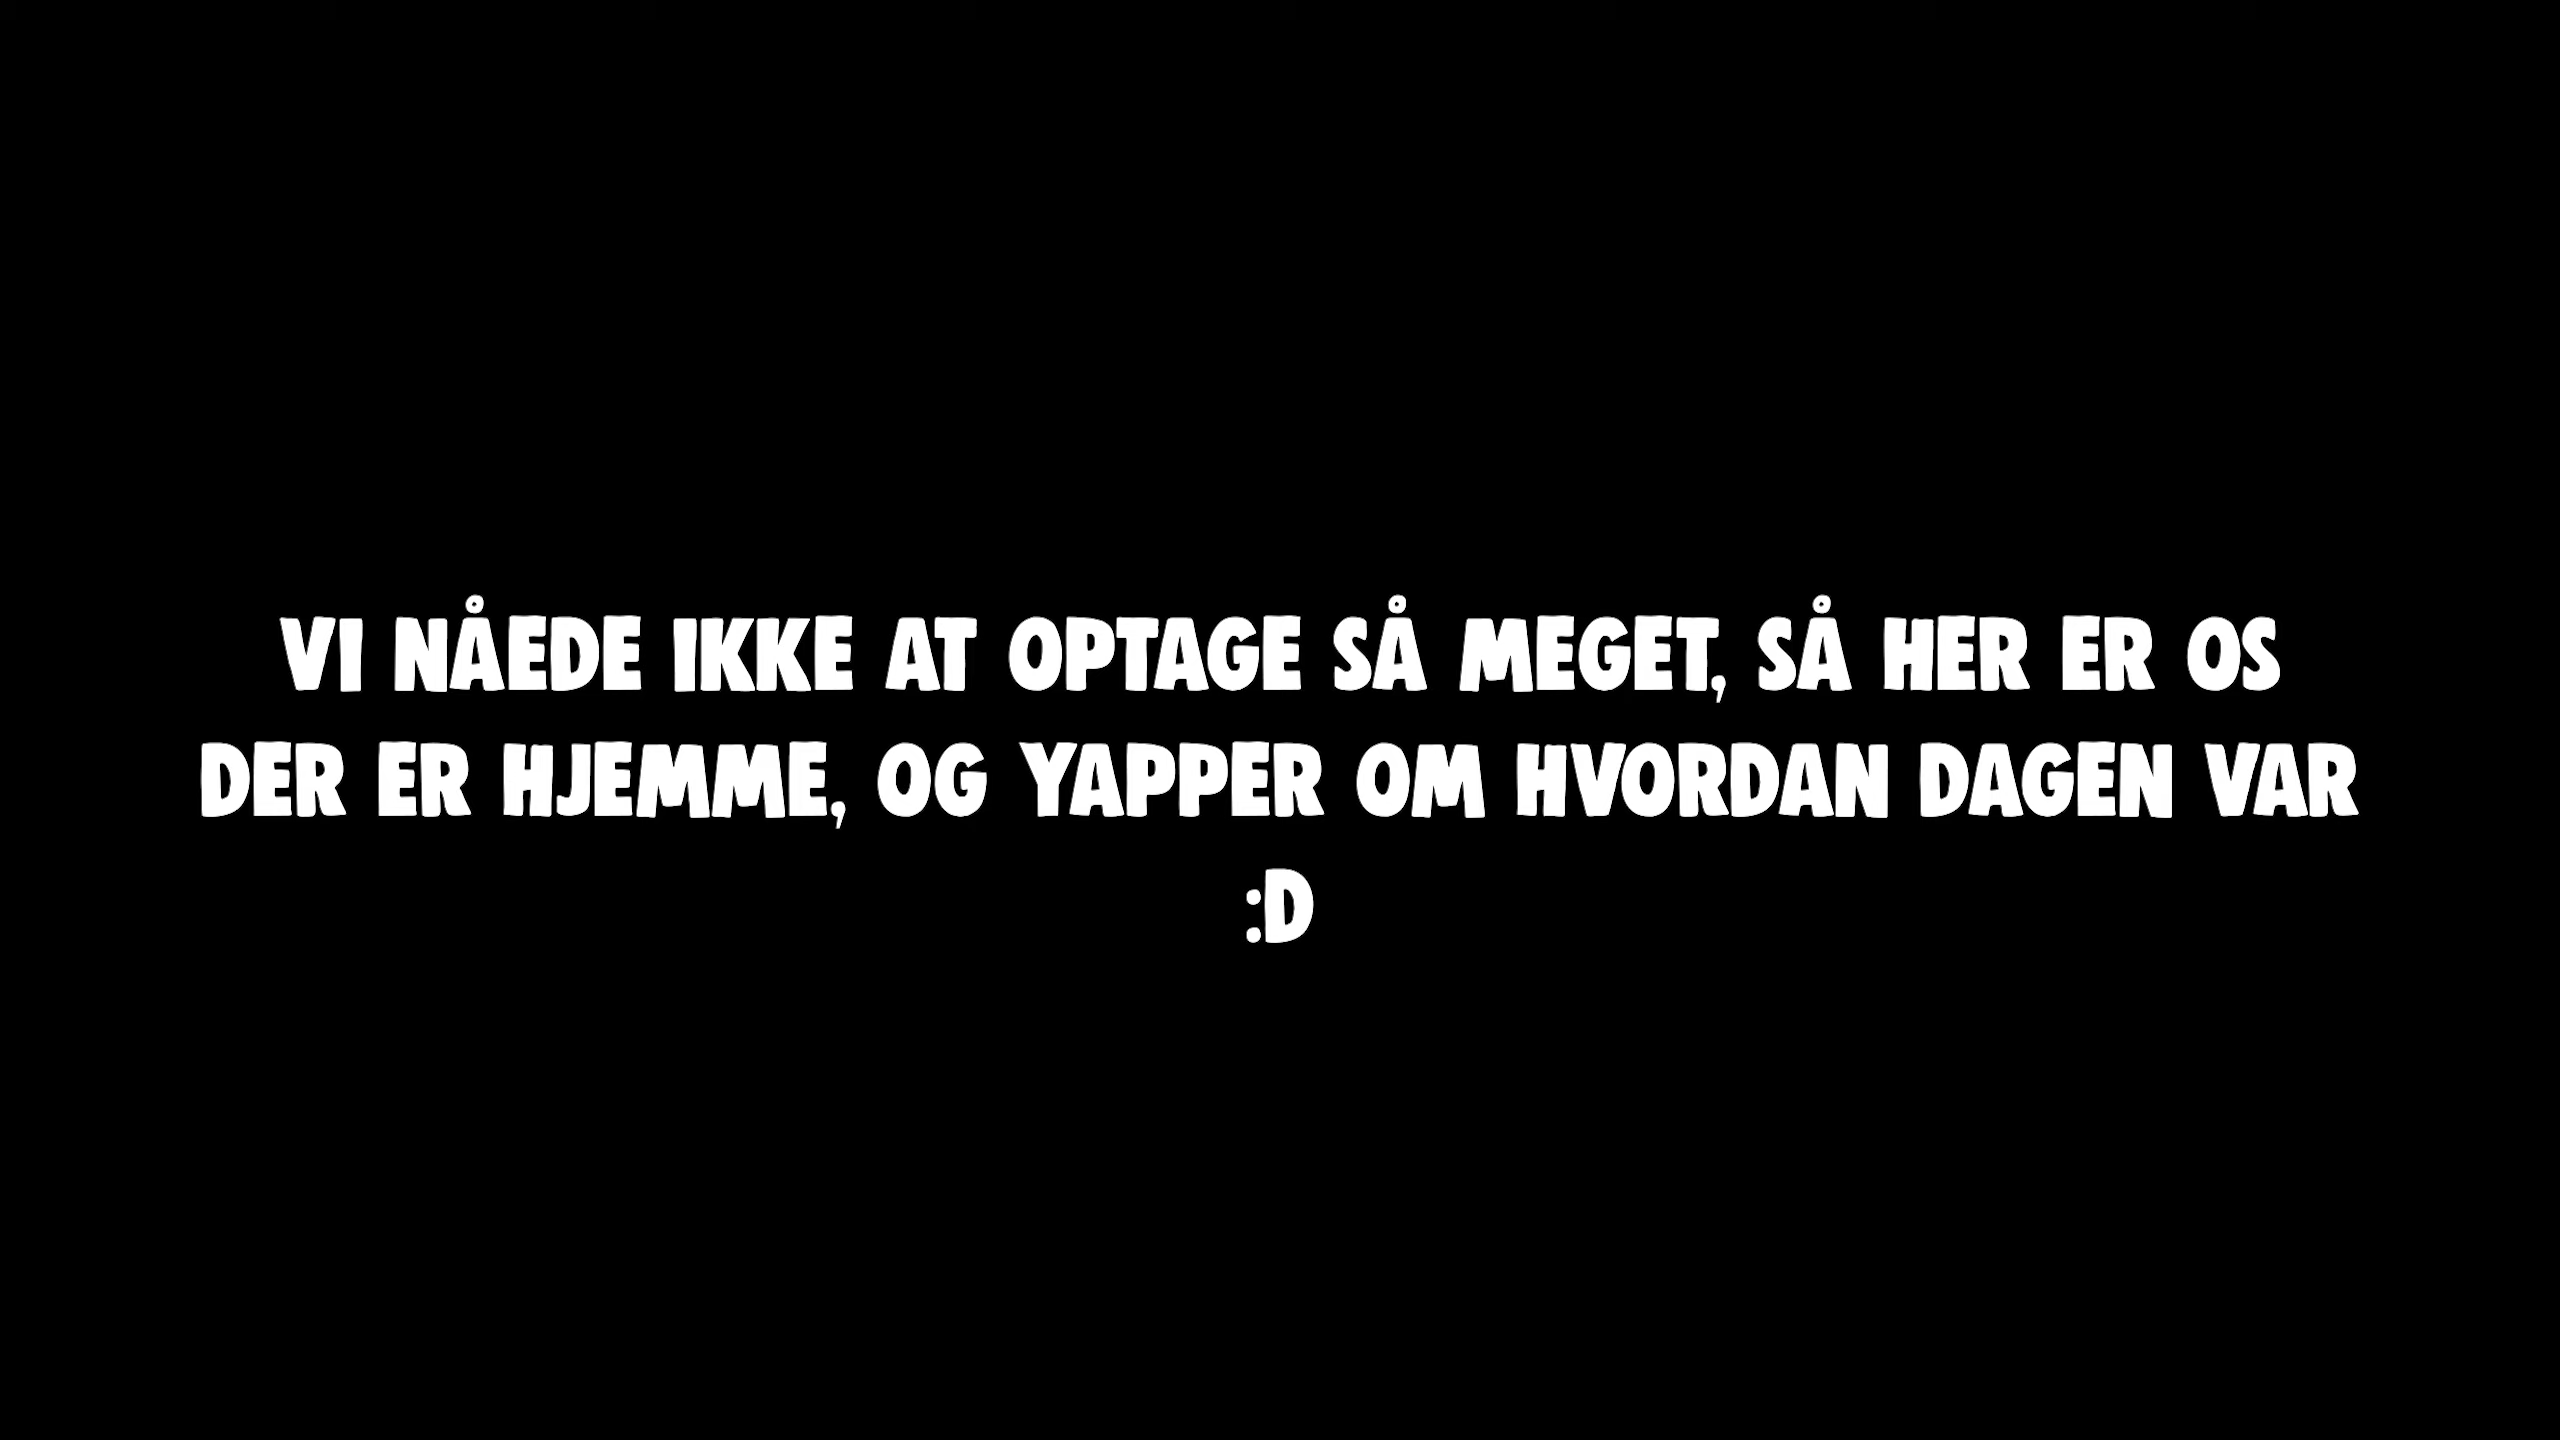 VI NÅEDE IKKE AT OPTAGE SÅ MEGET, SÅ HER ER OS
DER ER HJEMME, OG YAPPER OM HVORDAN DAGEN VAR
:D